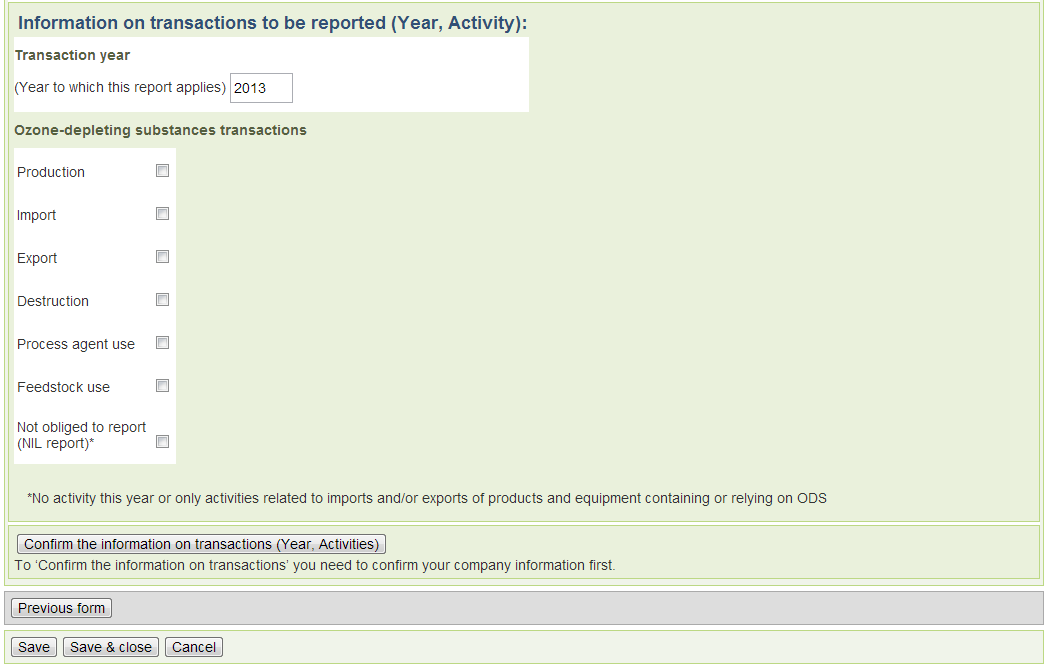 Information on transactions to be reported (Year, Activity):
Transaction year
(Year to which this report applies) 2013
Ozone-depleting substances transactions
Production
Import
Export
Destruction
Process agent use
Feedstock use
Not obliged to report
(NIL report)*
*No activity this year or only activities related to imports and/or exports of products and equipment containing or relying on ODS
Confirm the information on transactions (Year, Activities)
To ‘Confirm the information on transactions’ you need to confirm your company information first.
Previous form
Save Save & close Cancel